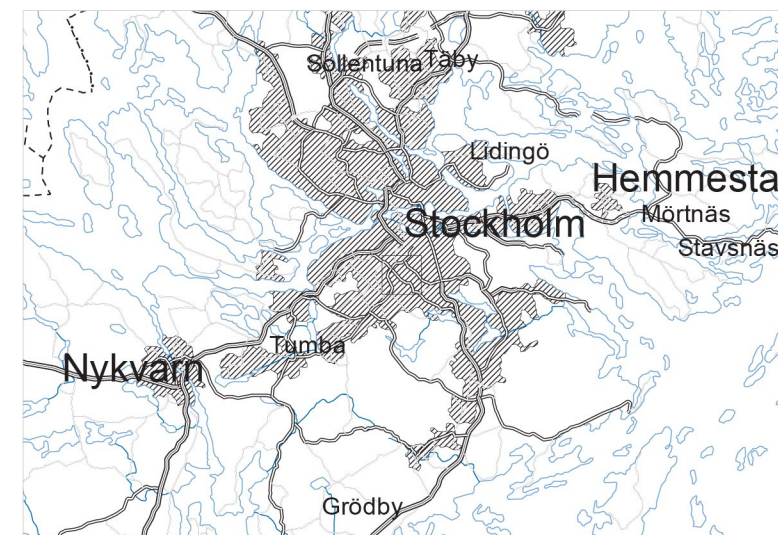 Sollentuna
Täby
Lidingö
Hemmesta
Mörtnäs
Stockholm
Stavsnäs
Tumba
Nykvarn
Grödby